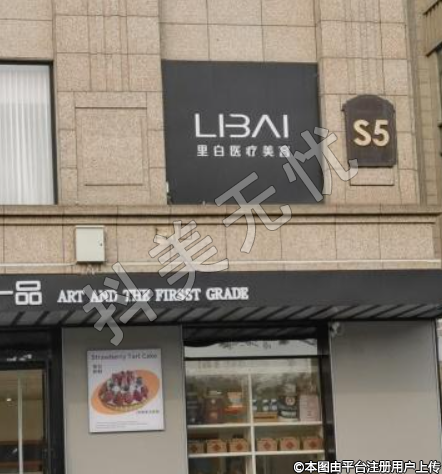 LIBAI
里白医疗美容
S5
一品 ART AND THE FIRSST GRADE
Strawberry Tart Cake
抖美无忧
©本图由平台注册用户上传